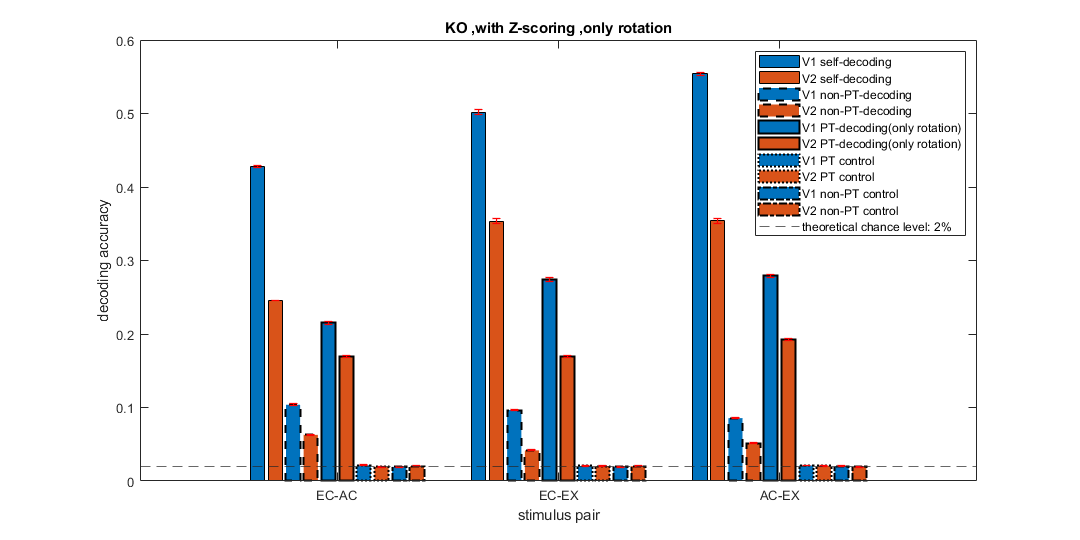 KO ,with Z-scoring ,only rotation
0.6
0.5
0.4
0.3
0.2
0.1
0
decoding accuracy
V1 self-decoding
V2 self-decoding
V1 non-PT-decoding
V2 non-PT-decoding
V1 PT-decoding(only rotation)
V2 PT-decoding(only rotation)
V1 PT control
V2 PT control
V1 non-PT control
V2 non-PT control
theoretical chance level: 2%
EC-AC EC-EX AC-EX
stimulus pair